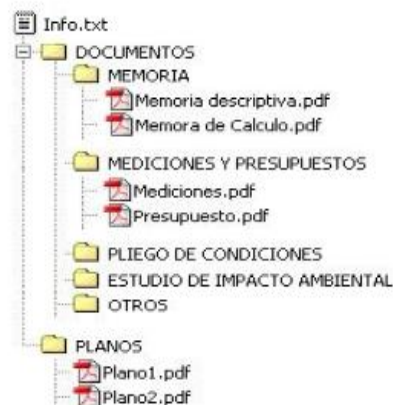 Info.txt
DOCUMENTOS
MEMORIA
Memoria descriptiva.pdf
Memora de Calculo.pdf
MEDICIONES Y PRESUPUESTOS
Mediciones.pdf
Presupuesto.pdf
PLIEGO DE CONDICIONES
ESTUDIO DE IMPACTO AMBIENTAL
OTROS
PLANOS
Plano1.pdf
Plano2.pdf